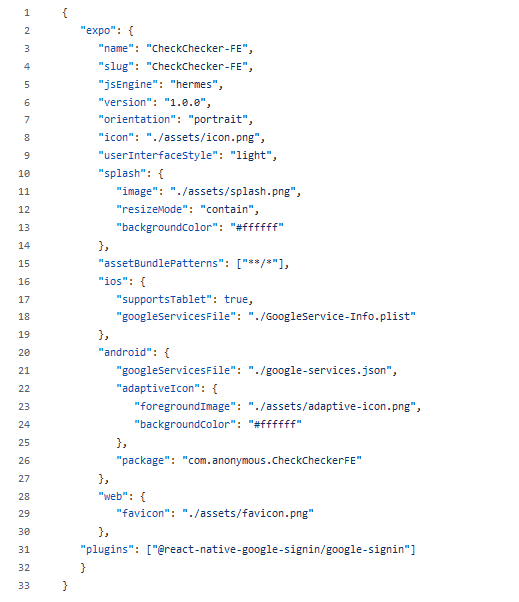 1 {
2 "expo": {
3 "name": "CheckChecker-FE",
4 "slug": "CheckChecker-FE",
5 "jsEngine": "hermes",
6 "version": "1.0.0",
7 "orientation": "portrait",
8 "icon": "./assets/icon.png",
9 "userInterfaceStyle": "light",
10 "splash": {
11 "image": "./assets/splash.png",
12 "resizeMode": "contain",
13 "backgroundColor": "#ffffff"
14 },
15 "assetBundlePatterns": ["**/*"],
16 "ios": {
17 "supportsTablet": true,
18 "googleServicesFile": "./GoogleService-Info.plist"
19 },
20 "android": {
21 "googleServicesFile": "./google-services.json",
22 "adaptiveIcon": {
23 "foregroundImage": "./assets/adaptive-icon.png",
24 "backgroundColor": "#ffffff"
25 },
26 "package": "com.anonymous.CheckCheckerFE"
27 },
28 "web": {
29 "favicon": "./assets/favicon.png"
30 },
31 "plugins": ["@react-native-google-signin/google-signin"]
32 }
33 }